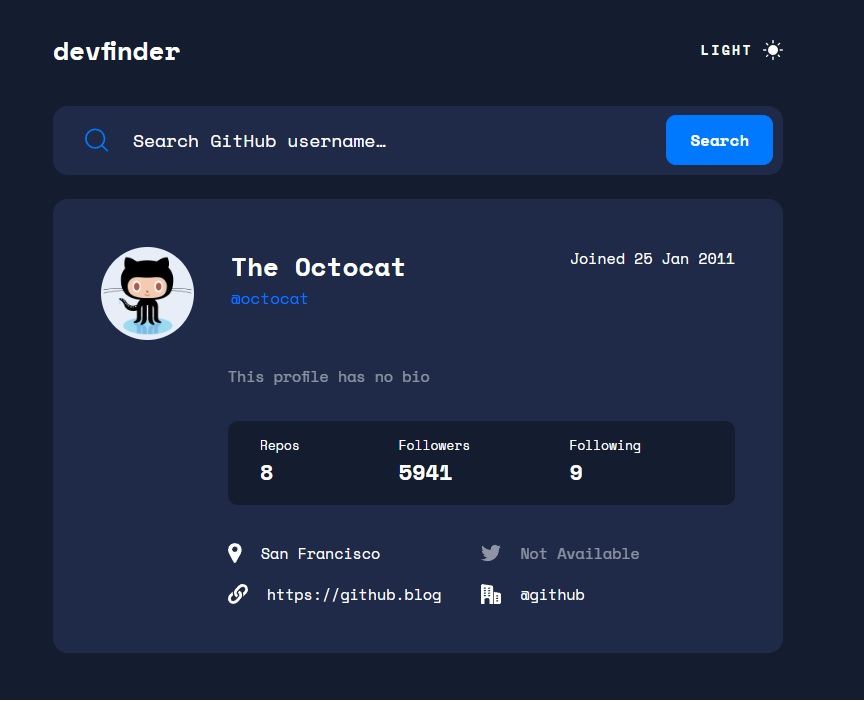 devfinder
LIGHT
Search GitHub username…
Search
The Octocat
Joined 25 Jan 2011
@octocat
This profile has no bio
Repos
Followers
Following
8
5941
9
San Francisco
Not Available
https://github.blog
@github